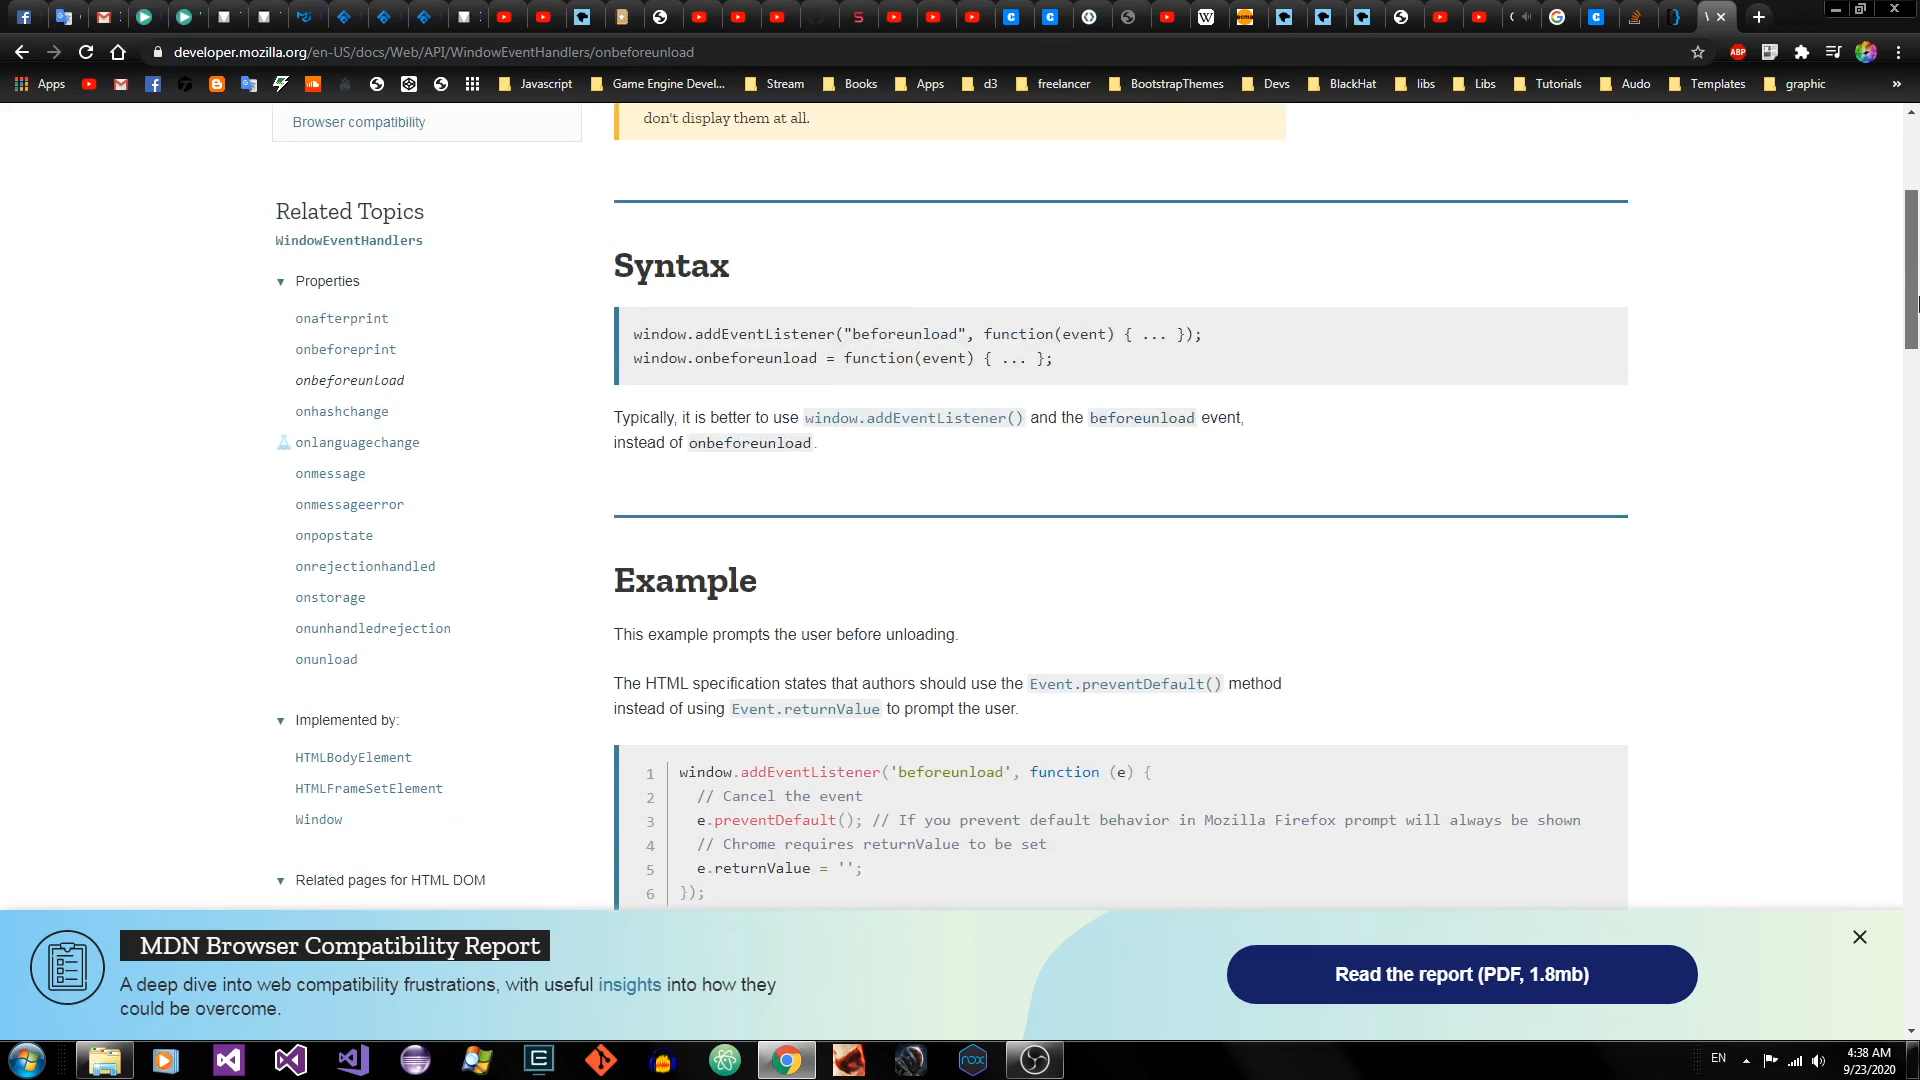 developer.mozilla.org/en-US/docs/Web/API/WindowEventHandlers/onbeforeunload
ABP
Apps
Javascript
Game Engine Devel...
Stream
Books
Apps
d3
freelancer
BootstrapThemes
Devs
BlackHat
libs
Libs
Tutorials
Audo
Templates
graphic
»
Browser compatibility
don't display them at all.
Related Topics
WindowEventHandlers
Properties
onafterprint
onbeforeprint
onbeforeunload
onhashchange
onlanguagechange
onmessage
onmessageerror
onpopstate
onrejectionhandled
onstorage
onunhandledrejection
onunload
Implemented by:
HTMLBodyElement
HTMLFrameSetElement
Window
Related pages for HTML DOM
Syntax
window.addEventListener("beforeunload", function(event) { ... });
window.onbeforeunload = function(event) { ... };
Typically, it is better to use window.addEventListener() and the beforeunload event,
instead of onbeforeunload.
Example
This example prompts the user before unloading.
The HTML specification states that authors should use the Event.preventDefault() method
instead of using Event.returnValue to prompt the user.
1 window.addEventListener('beforeunload', function (e) {
2 // Cancel the event
3 e.preventDefault(); // If you prevent default behavior in Mozilla Firefox prompt will always be shown
4 // Chrome requires returnValue to be set
5 e.returnValue = '';
6 });
MDN Browser Compatibility Report
A deep dive into web compatibility frustrations, with useful insights into how they
could be overcome.
Read the report (PDF, 1.8mb)
nox
EN
4:38 AM
9/23/2020